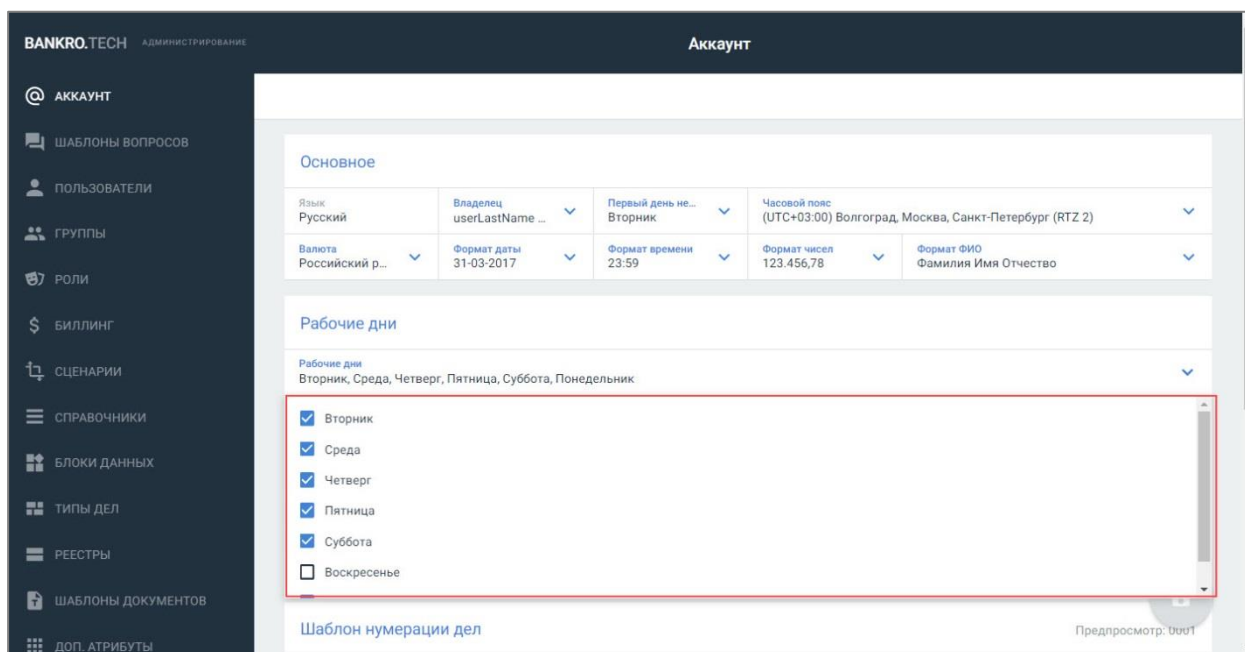 BANKRO.TECH АДМИНИСТРИРОВАНИЕ
Аккаунт
АККАУНТ
ШАБЛОНЫ ВОПРОСОВ
ПОЛЬЗОВАТЕЛИ
ГРУППЫ
РОЛИ
БИЛЛИНГ
СЦЕНАРИИ
СПРАВОЧНИКИ
БЛОКИ ДАННЫХ
ТИПЫ ДЕЛ
РЕЕСТРЫ
ШАБЛОНЫ ДОКУМЕНТОВ
ДОП. АТРИБУТЫ
Основное
Язык
Русский
Владелец
userLastName ...
Первый день не...
Вторник
Часовой пояс
(UTC+03:00) Волгоград, Москва, Санкт-Петербург (RTZ 2)
Валюта
Российский р...
Формат даты
31-03-2017
Формат времени
23:59
Формат чисел
123.456,78
Формат ФИО
Фамилия Имя Отчество
Рабочие дни
Рабочие дни
Вторник, Среда, Четверг, Пятница, Суббота, Понедельник
Вторник
Среда
Четверг
Пятница
Суббота
Воскресенье
Шаблон нумерации дел
Предпросмотр: 0001